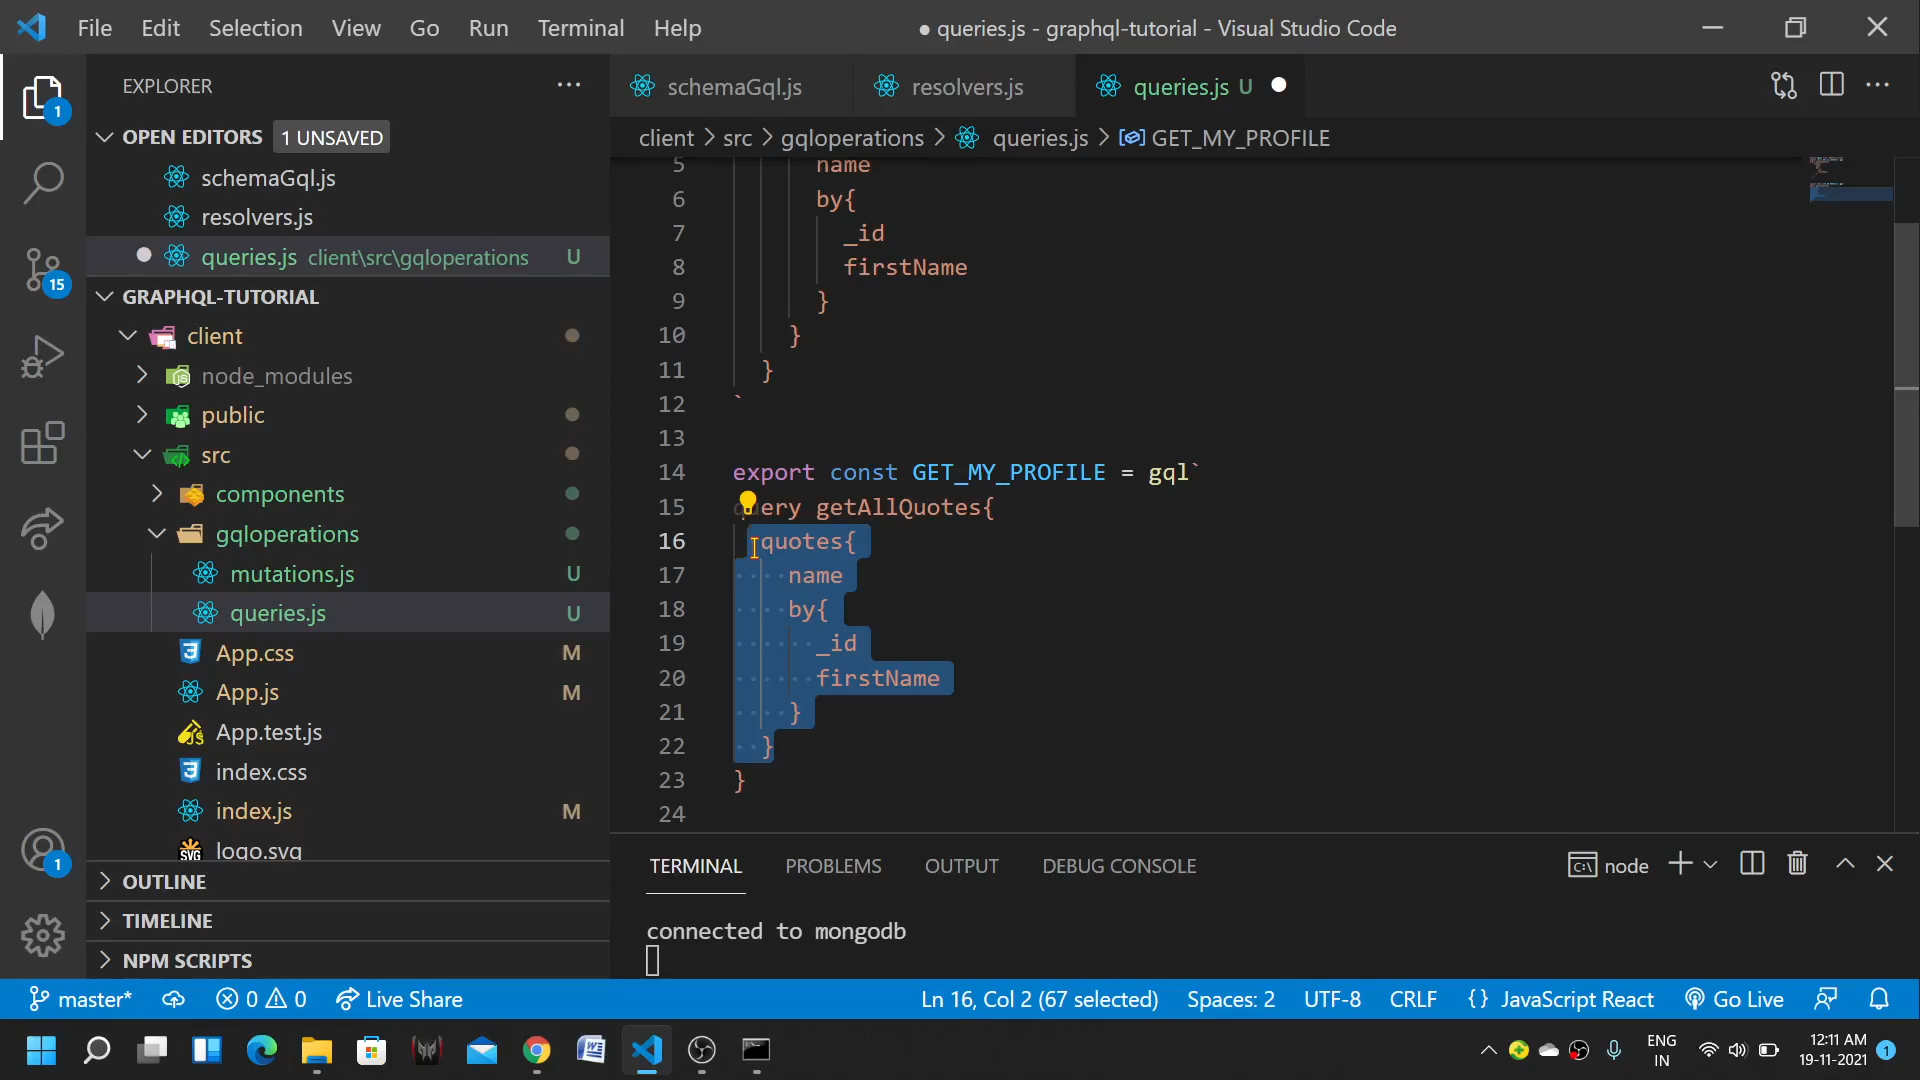 File Edit Selection View Go Run Terminal Help
● queries.js - graphql-tutorial - Visual Studio Code
EXPLORER
schemaGql.js
resolvers.js
queries.js U
1
OPEN EDITORS 1 UNSAVED
client > src > gqloperations > queries.js > GET_MY_PROFILE
schemaGql.js
resolvers.js
queries.js client\src\gqloperations U
15
GRAPHQL-TUTORIAL
client
node_modules
public
src
components
gqloperations
mutations.js U
queries.js U
App.css M
App.js M
App.test.js
index.css
index.js M
logo.svg
OUTLINE
TIMELINE
NPM SCRIPTS
1
5 name
6 by{
7 _id
8 firstName
9 }
10 }
11 }
12 `
13
14 export const GET_MY_PROFILE = gql`
15 query getAllQuotes{
16 quotes{
17 name
18 by{
19 _id
20 firstName
21 }
22 }
23 }
24
TERMINAL PROBLEMS OUTPUT DEBUG CONSOLE
node
connected to mongodb
master* 0 0 Live Share
Ln 16, Col 2 (67 selected) Spaces: 2 UTF-8 CRLF {} JavaScript React Go Live
ENG
IN
12:11 AM
19-11-2021
1